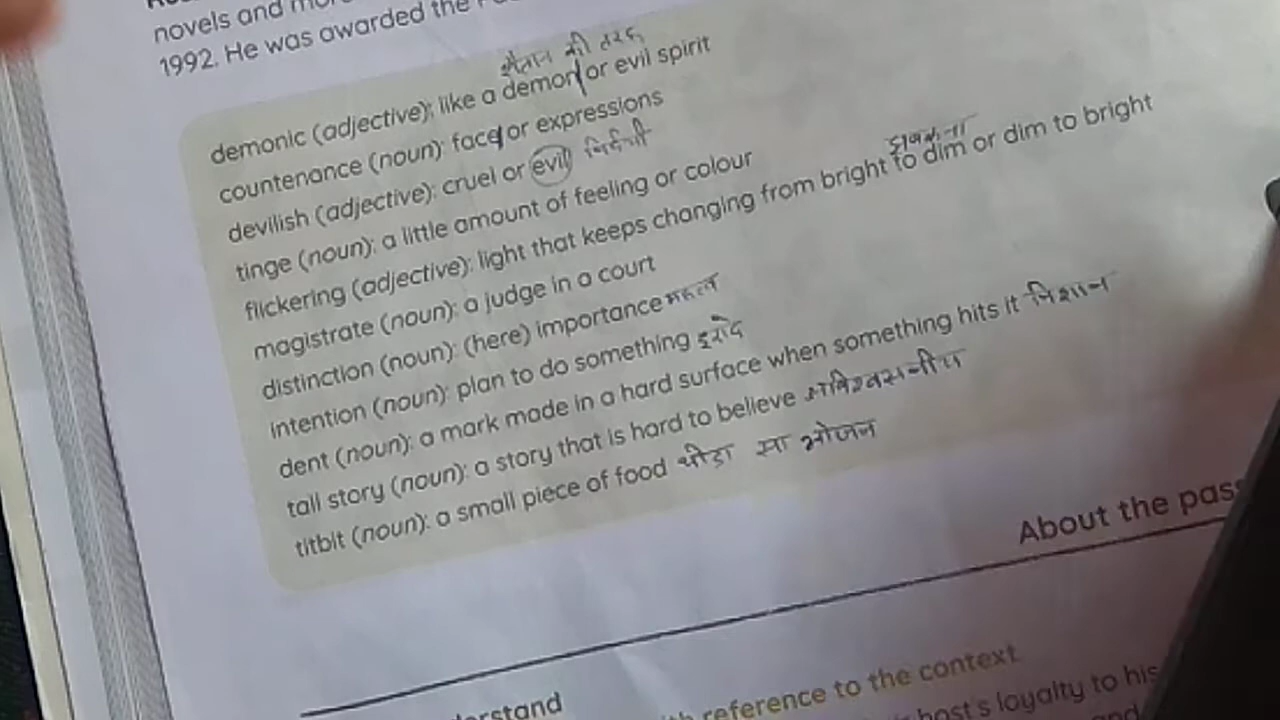 novels and
1992. He was awarded the
शैतान की तरह
demonic (adjective): like a demon/or evil spirit
countenance (noun): face/or expressions
devilish (adjective): cruel or evil निर्दयी
tinge (noun): a little amount of feeling or colour
flickering (adjective): light that keeps changing from bright to dim or dim to bright
magistrate (noun): a judge in a court
distinction (noun): (here) importance महत्व
intention (noun): plan to do something इरादे
dent (noun): a mark made in a hard surface when something hits it निशान
tall story (noun): a story that is hard to believe अविश्वसनीय
titbit (noun): a small piece of food थोड़ा सा भोजन
About the
reference to the context
host's loyalty to his